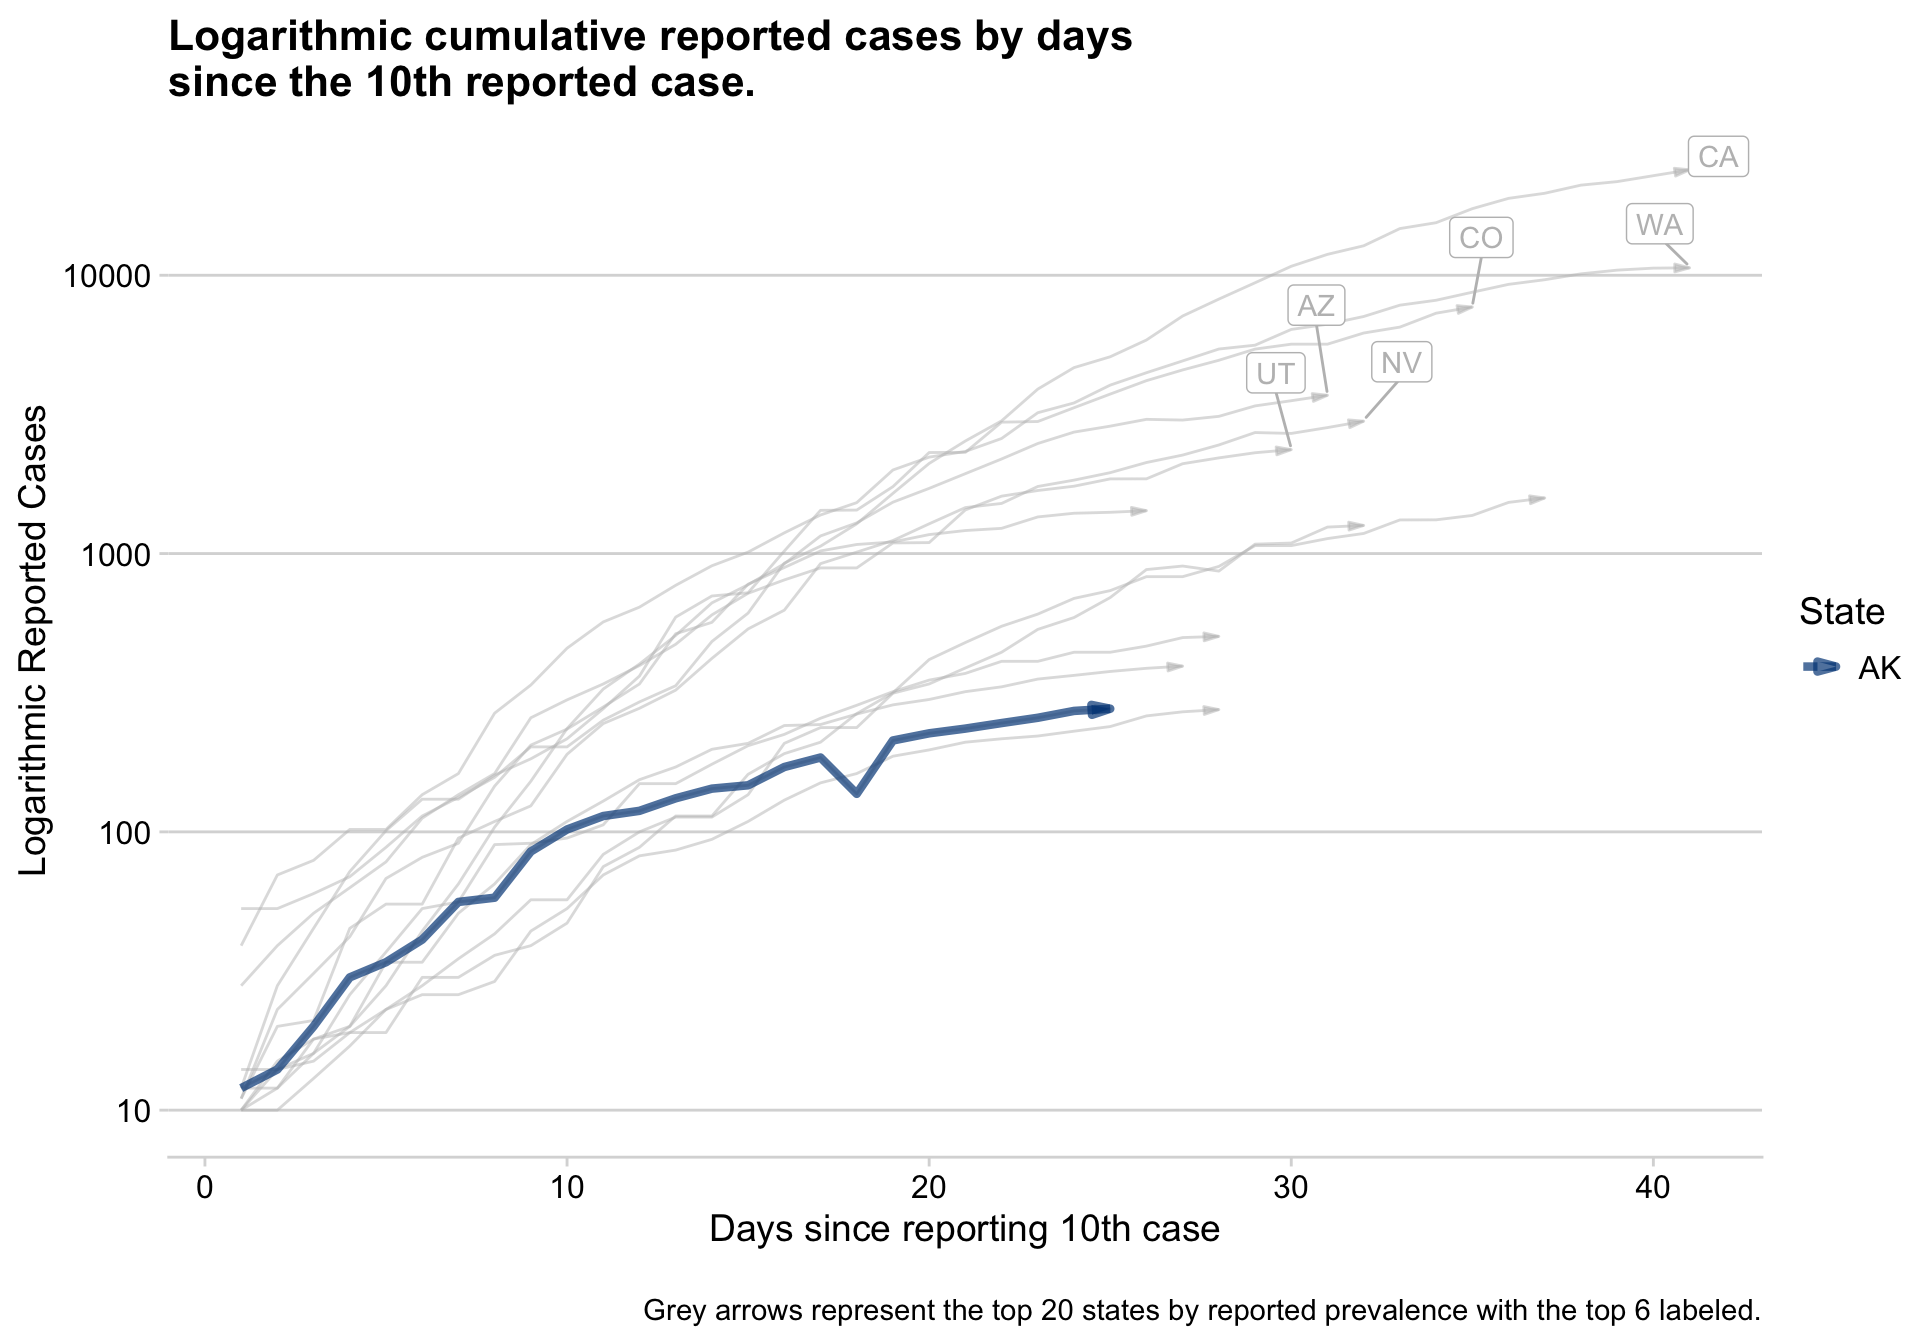 Logarithmic cumulative reported cases by days
since the 10th reported case.
CA
WA
CO
10000
AZ
NV
UT
Logarithmic Reported Cases
1000
State
AK
100
10
0 10 20 30 40
Days since reporting 10th case
Grey arrows represent the top 20 states by reported prevalence with the top 6 labeled.